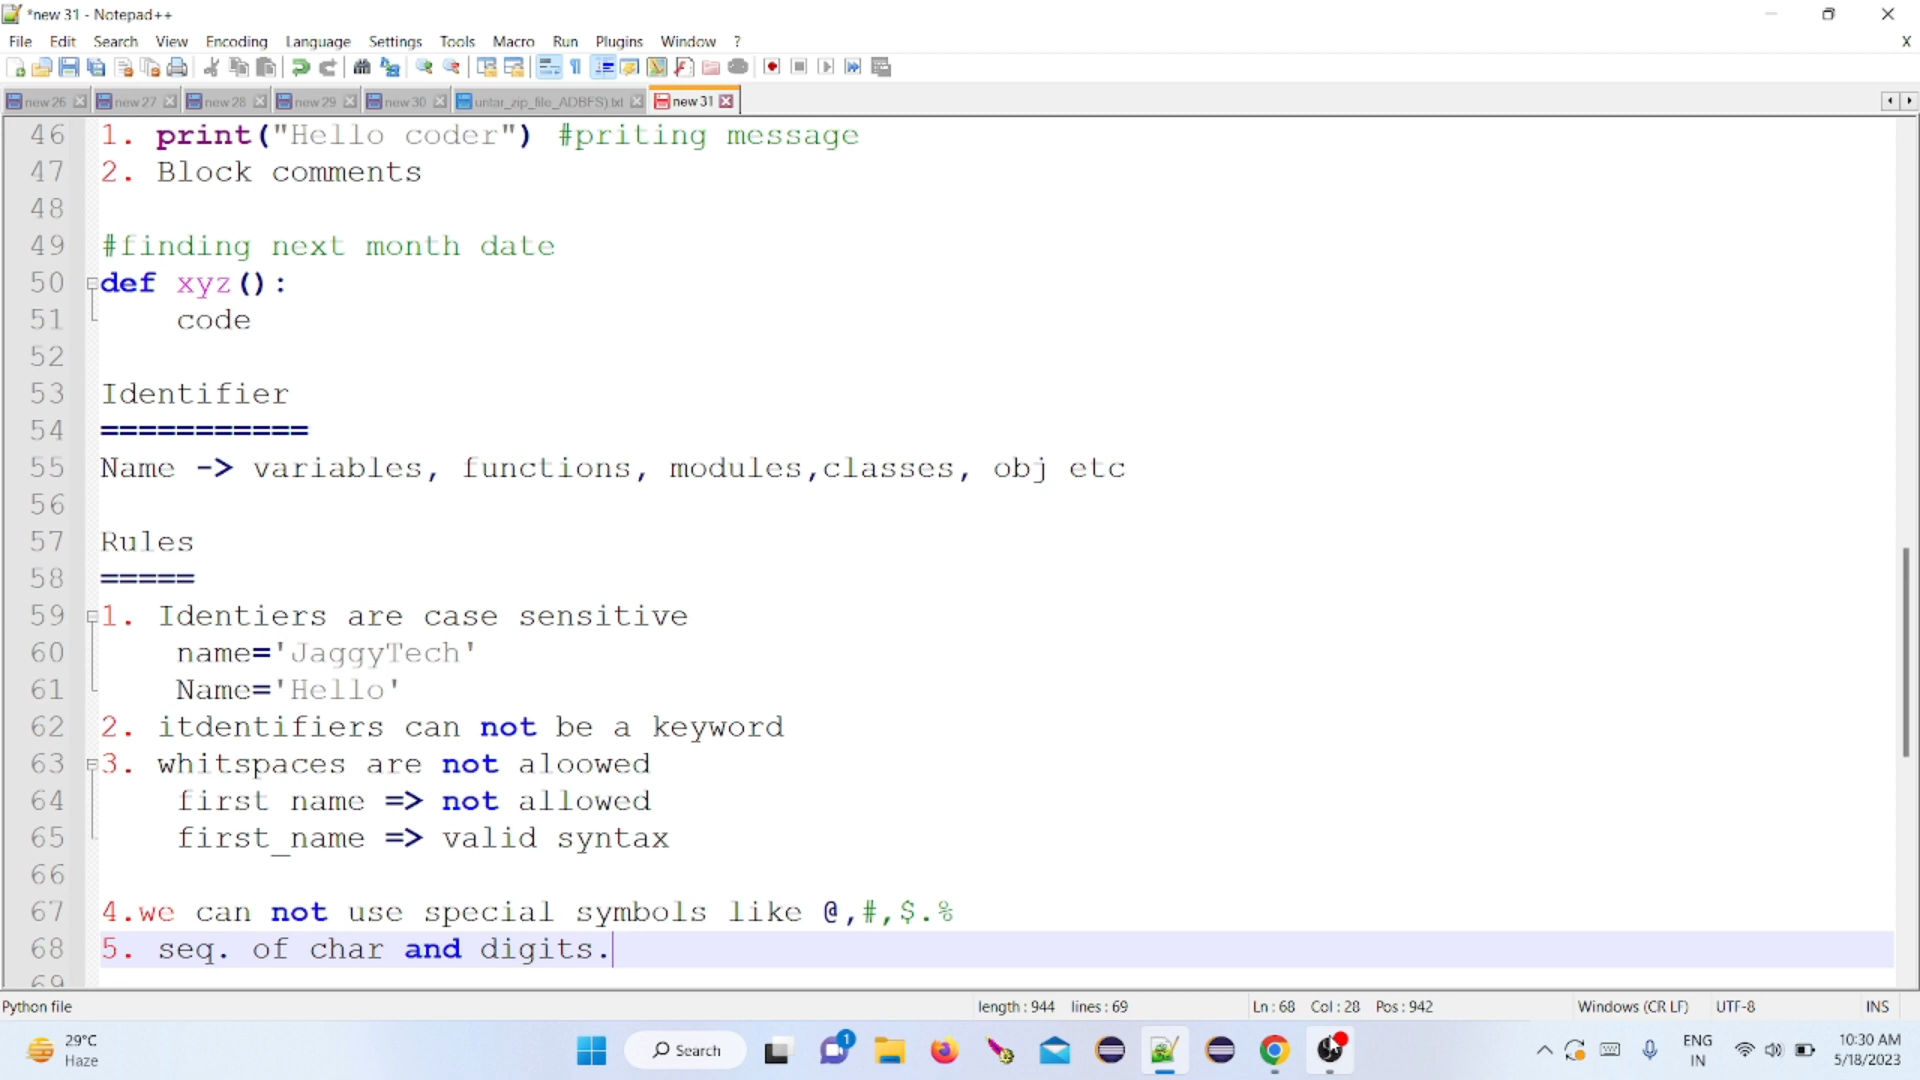 *new 31 - Notepad++
File Edit Search View Encoding Language Settings Tools Macro Run Plugins Window ? X
new 26 new 27 new 28 new 29 new 30 untar_zip_file_ADBFS).txt new 31
46 1. print("Hello coder") #priting message
47 2. Block comments
48
49 #finding next month date
50 def xyz():
51 code
52
53 Identifier
54 ===========
55 Name -> variables, functions, modules,classes, obj etc
56
57 Rules
58 =====
59 1. Identiers are case sensitive
60 name='JaggyTech'
61 Name='Hello'
62 2. itdentifiers can not be a keyword
63 3. whitspaces are not aloowed
64 first name => not allowed
65 first_name => valid syntax
66
67 4.we can not use special symbols like @,#,$.%
68 5. seq. of char and digits.
69
Python file length : 944 lines : 69 Ln : 68 Col : 28 Pos : 942 Windows (CR LF) UTF-8 INS
29°C
Haze
Search
1
ENG
IN
10:30 AM
5/18/2023